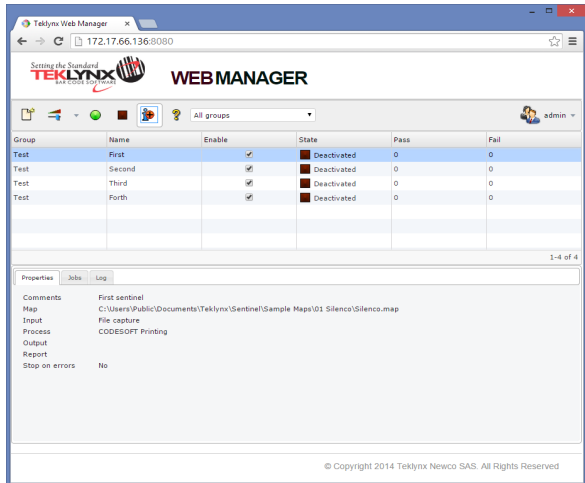 Teklynx Web Manager
172.17.66.136:8080
Setting the Standard
TEKLYNX
BAR CODE SOFTWARE
WEB MANAGER
All groups
admin
Group Name Enable State Pass Fail
Test First Deactivated 0 0
Test Second Deactivated 0 0
Test Third Deactivated 0 0
Test Forth Deactivated 0 0
1-4 of 4
Properties Jobs Log
Comments First sentinel
Map C:\Users\Public\Documents\Teklynx\Sentinel\Sample Maps\01 Silenco\Silenco.map
Input File capture
Process CODESOFT Printing
Output
Report
Stop on errors No
© Copyright 2014 Teklynx Newco SAS. All Rights Reserved